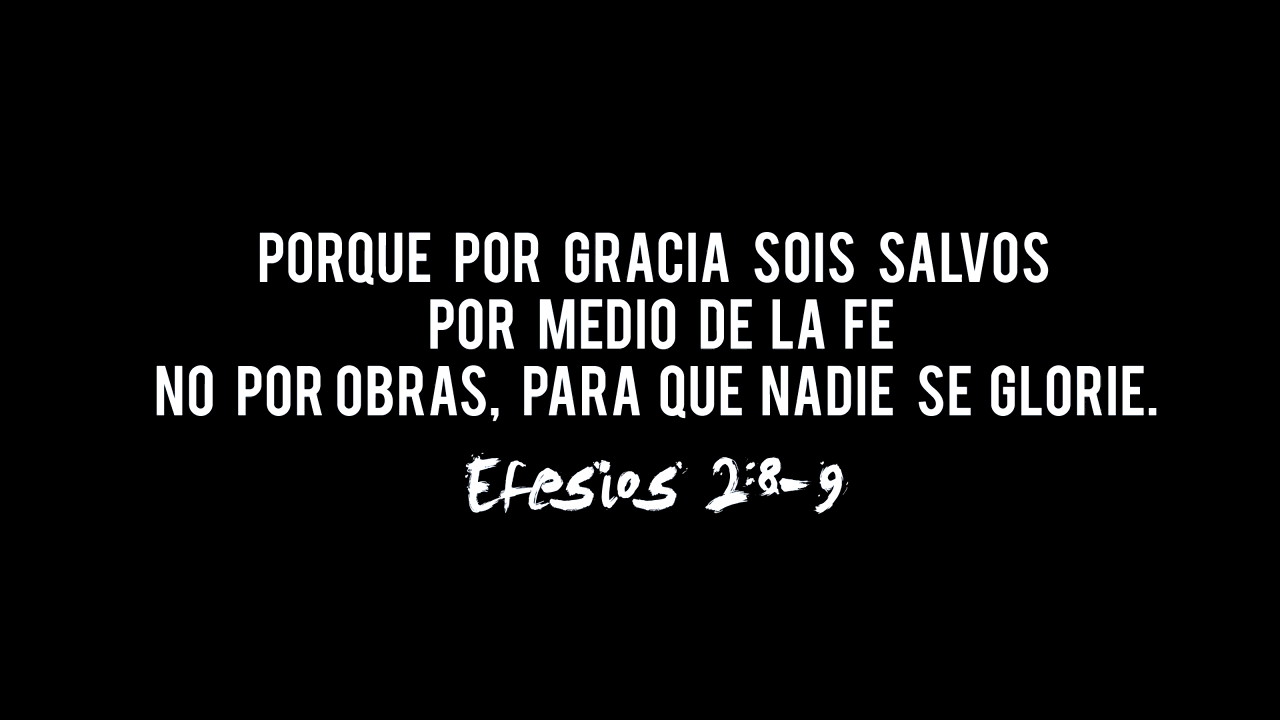 PORQUE POR GRACIA SOIS SALVOS
POR MEDIO DE LA FE
NO POR OBRAS, PARA QUE NADIE SE GLORIE.
Efesios 2:8-9